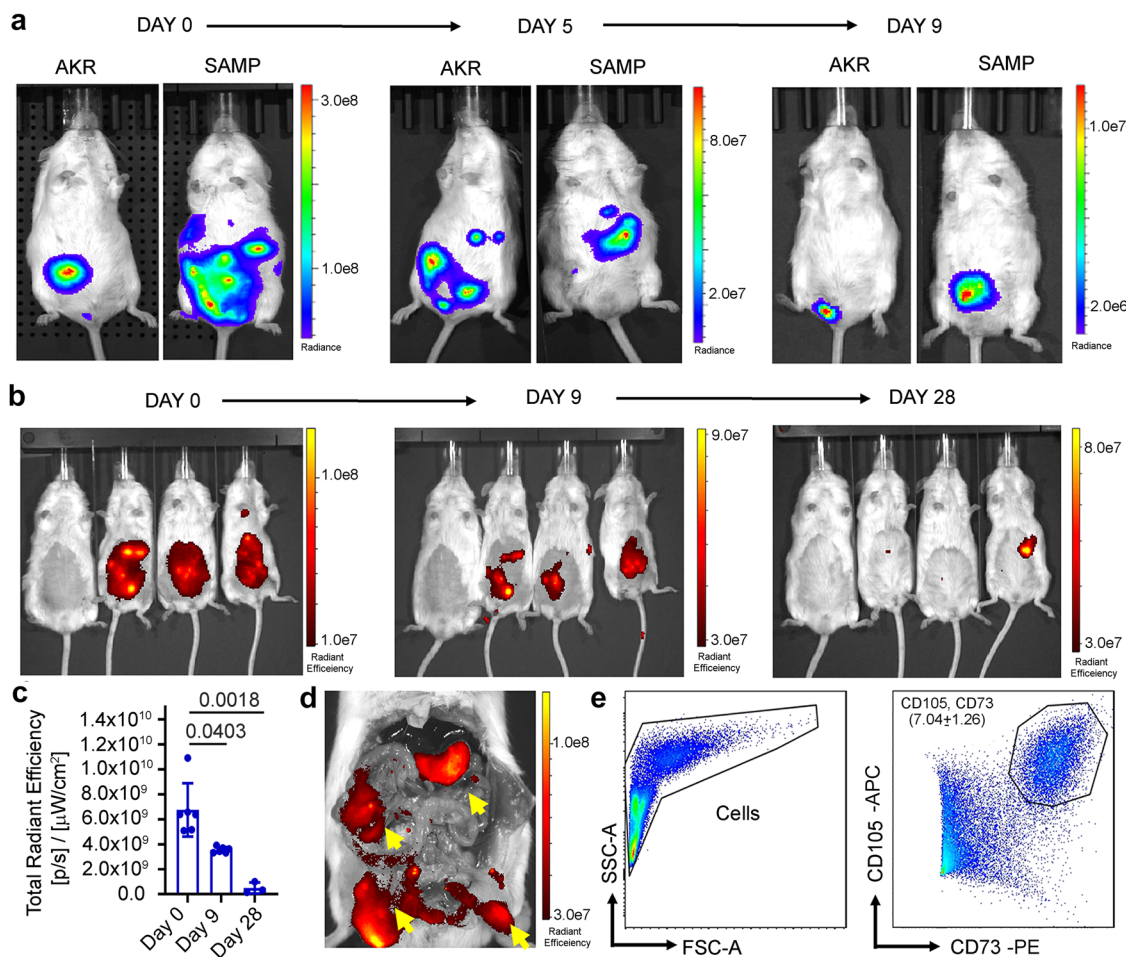 a
DAY 0
DAY 5
DAY 9
AKR
SAMP
AKR
SAMP
AKR
SAMP
3.0e8
1.0e8
Radiance
8.0e7
2.0e7
Radiance
1.0e7
2.0e6
Radiance
b
DAY 0
DAY 9
DAY 28
1.0e8
1.0e7
Radiant
Efficeiency
9.0e7
3.0e7
Radiant
Efficeiency
8.0e7
3.0e7
Radiant
Efficeiency
c
Total Radiant Efficiency
[p/s] / [µW/cm²]
0.0018
0.0403
1.4x10¹⁰
1.2x10¹⁰
1.0x10¹⁰
8.0x10⁹
6.0x10⁹
4.0x10⁹
2.0x10⁹
0.0
Day 0
Day 9
Day 28
d
1.0e8
3.0e7
Radiant
Efficeiency
e
SSC-A
Cells
FSC-A
CD105, CD73
(7.04±1.26)
CD105 -APC
CD73 -PE